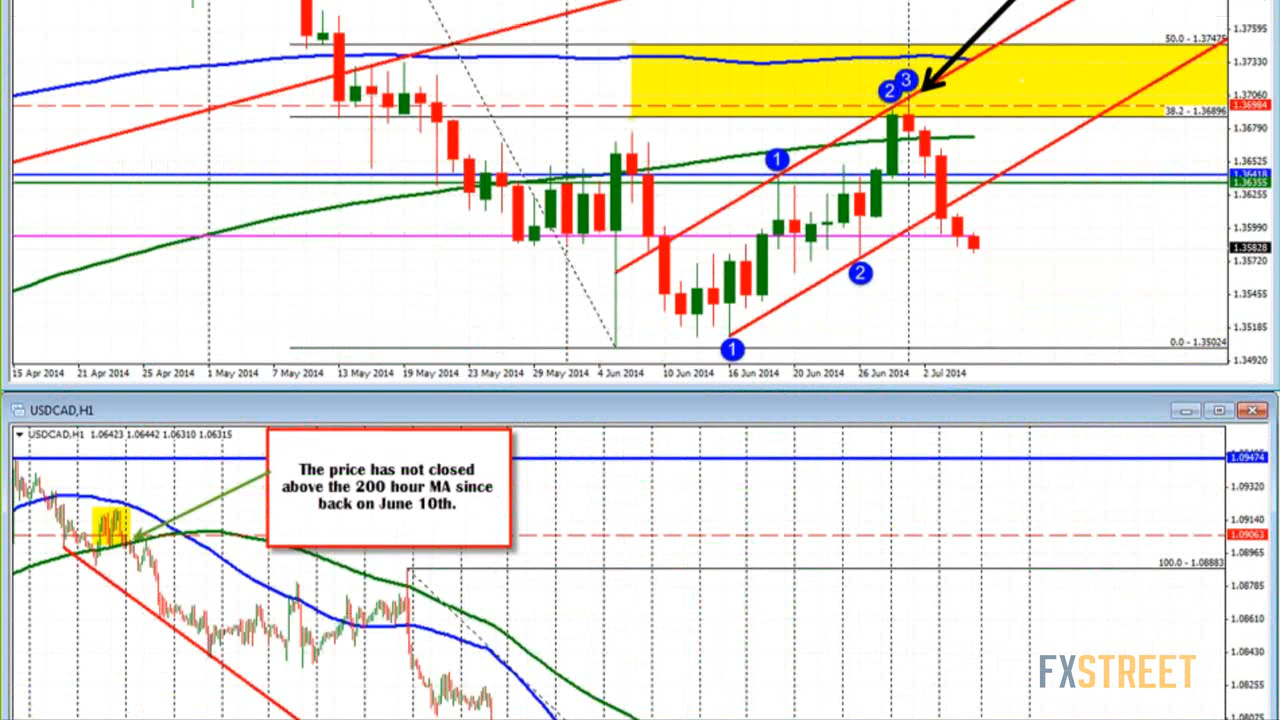 1.37595
50.0 - 1.37475
1.37330
2
3
1.37060
1.36984
38.2 - 1.36896
1.36790
1
1.36525
1.36418
1.36355
1.36255
1.35990
1.35828
2
1.35720
1.35455
1.35185
0.0 - 1.35024
1
1.34920
15 Apr 2014 21 Apr 2014 25 Apr 2014 1 May 2014 7 May 2014 13 May 2014 19 May 2014 23 May 2014 29 May 2014 4 Jun 2014 10 Jun 2014 16 Jun 2014 20 Jun 2014 26 Jun 2014 2 Jul 2014
USDCAD,H1
USDCAD,H1 1.06423 1.06442 1.06310 1.06315
1.09474
The price has not closed
above the 200 hour MA since
back on June 10th.
1.09320
1.09140
1.09063
1.08965
100.0 - 1.08883
1.08785
1.08610
1.08430
FXSTREET
1.08255
1.08075